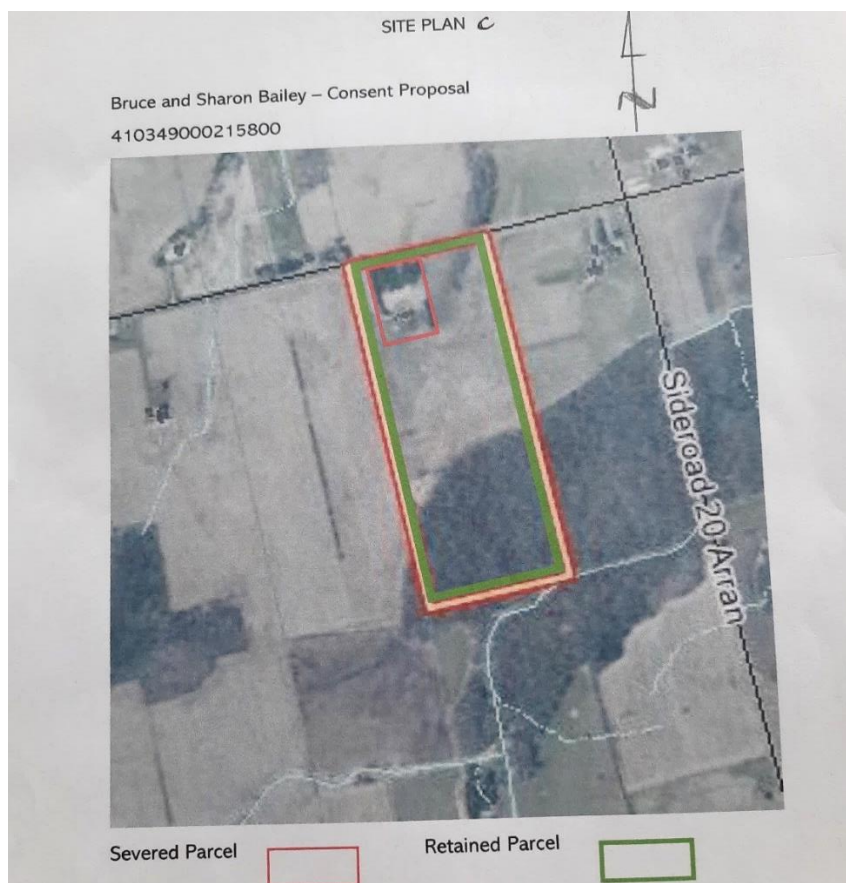 SITE PLAN C
N
Bruce and Sharon Bailey – Consent Proposal
410349000215800
Sideroad 20 Arran
Severed Parcel
Retained Parcel